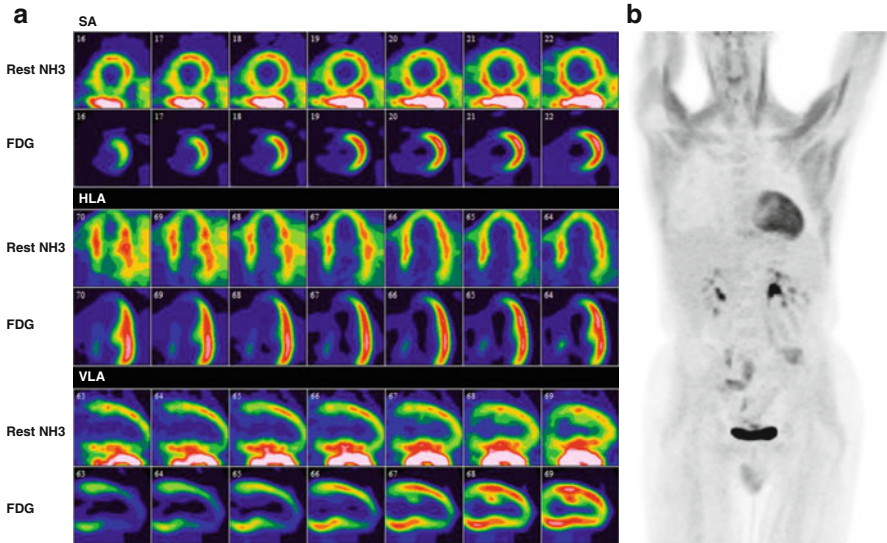 a
b
SA
Rest NH3
16 17 18 19 20 21 22
FDG
16 17 18 19 20 21 22
HLA
Rest NH3
70 69 68 67 66 65 64
FDG
70 69 68 67 66 65 64
VLA
Rest NH3
63 64 65 66 67 68 69
FDG
63 64 65 66 67 68 69